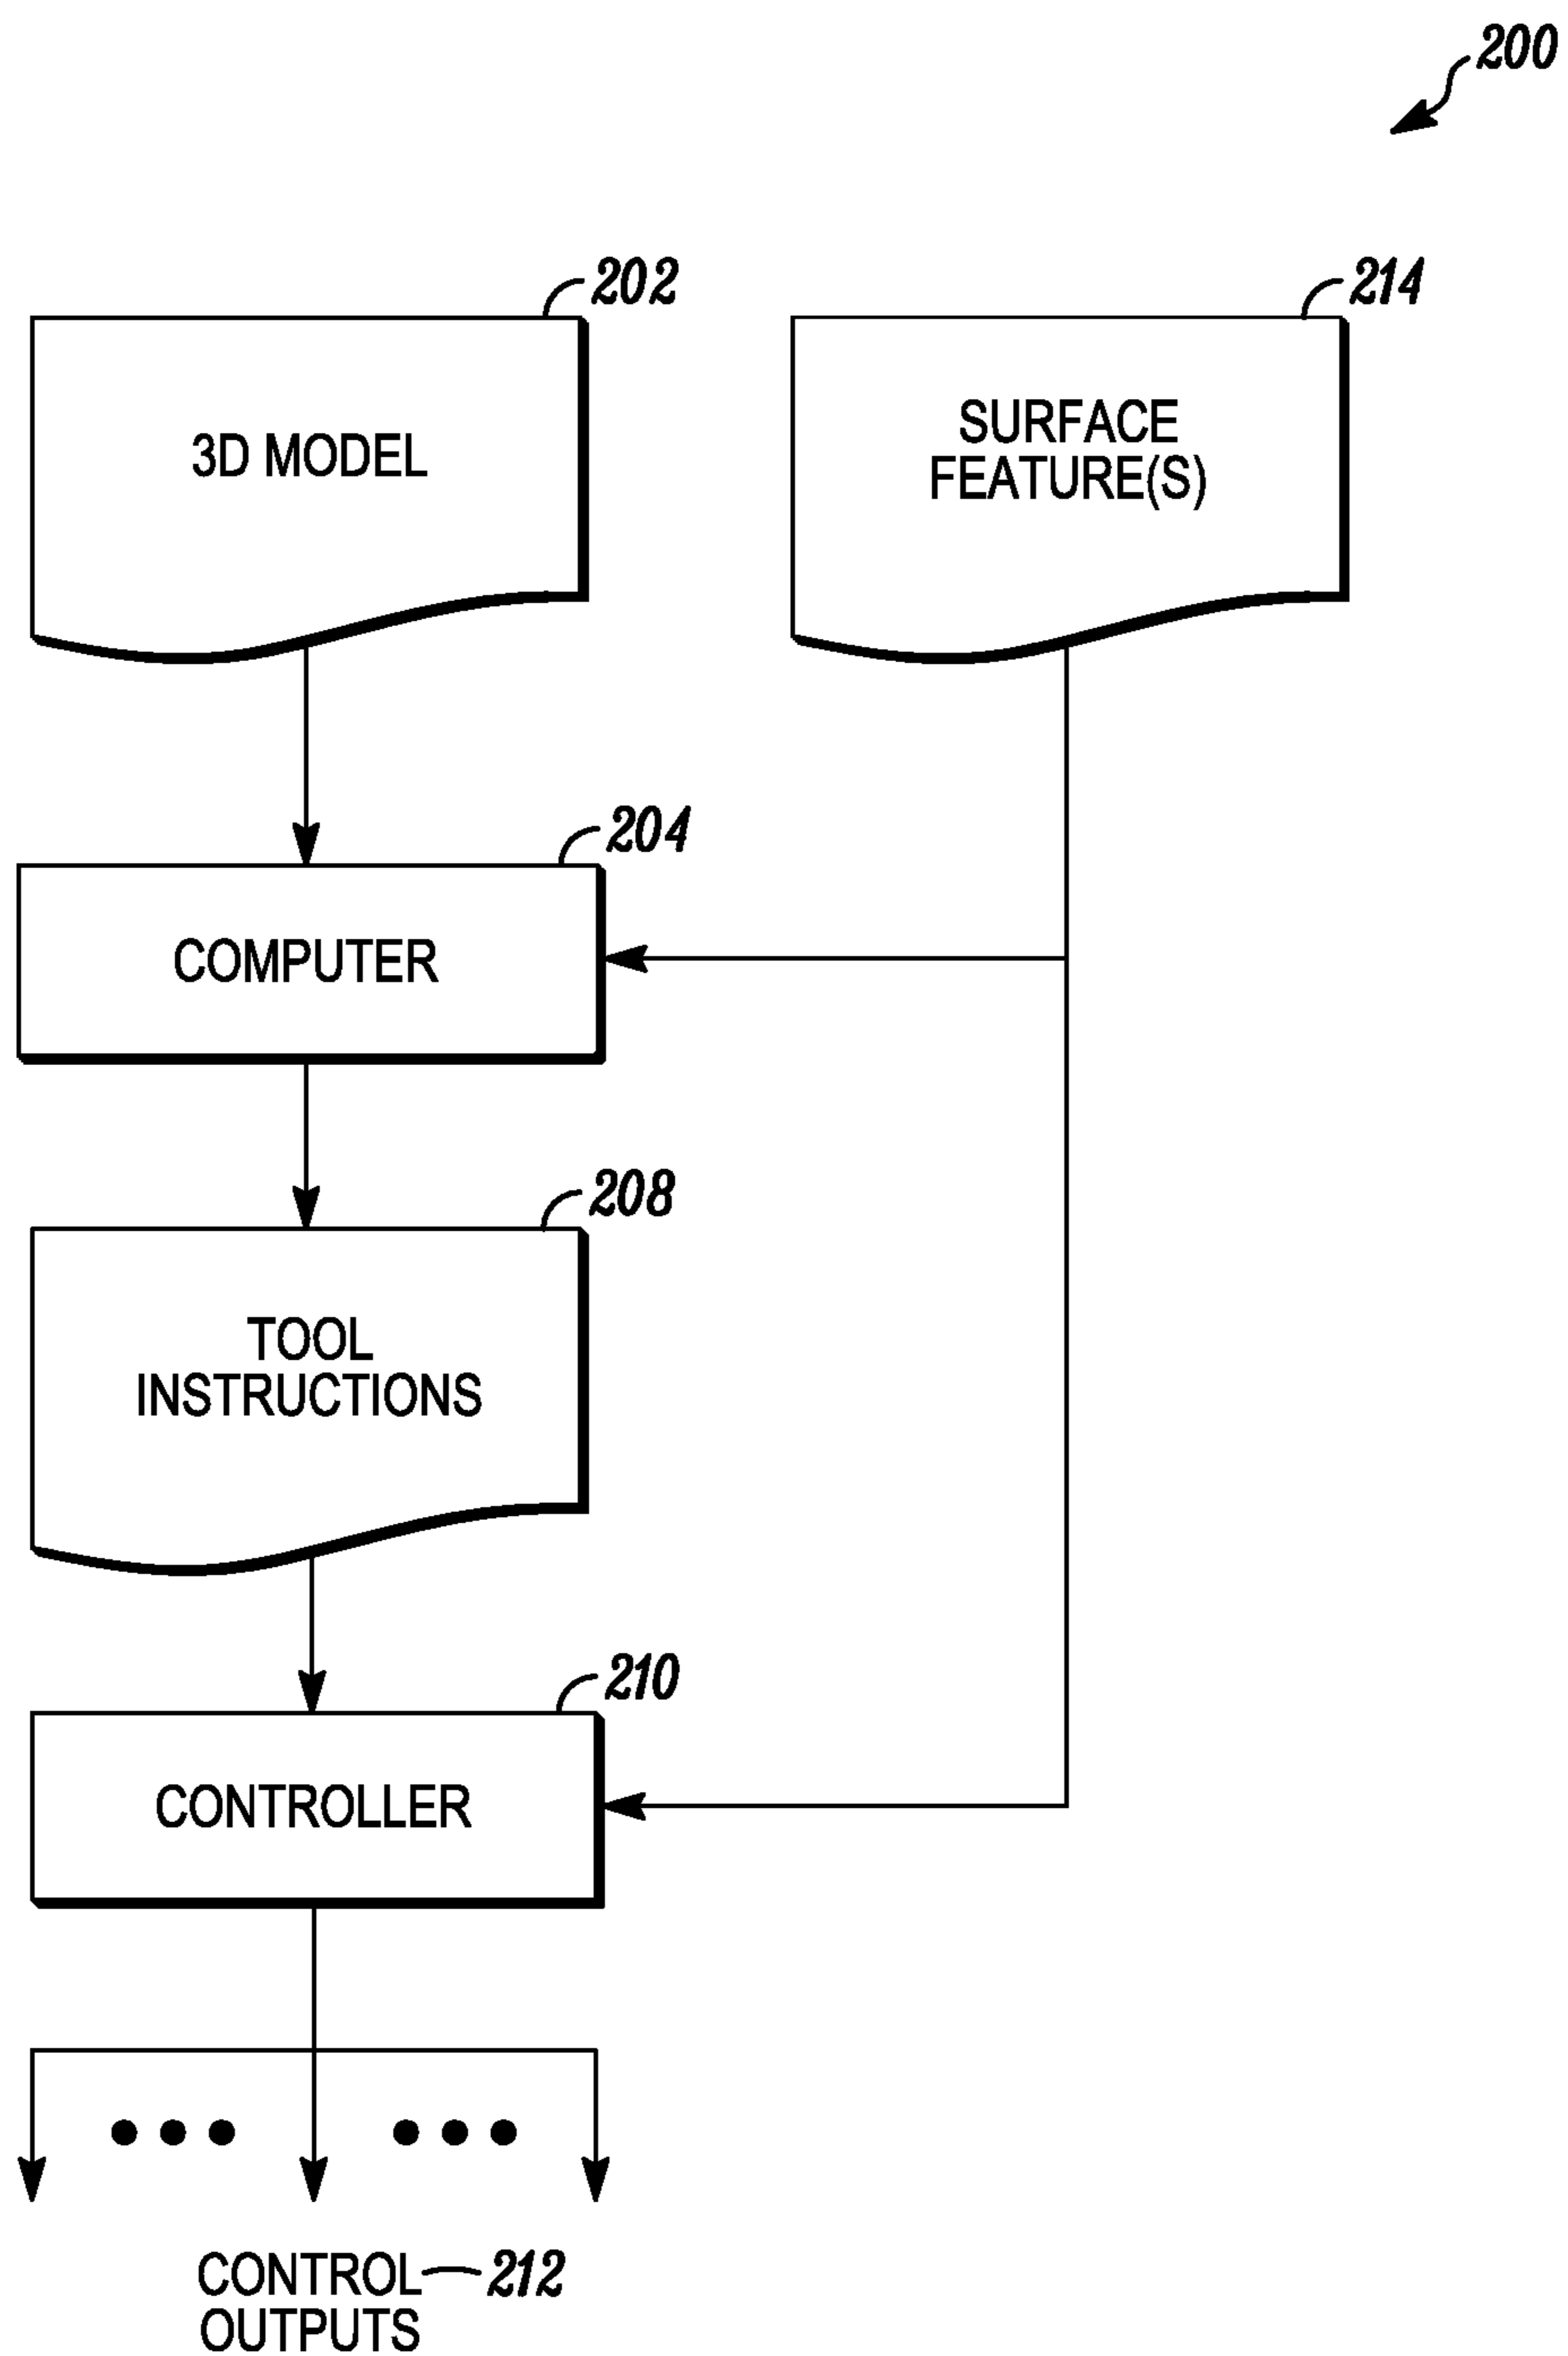 200
202
214
3D MODEL
SURFACE
FEATURE(S)
204
COMPUTER
208
TOOL
INSTRUCTIONS
210
CONTROLLER
CONTROL 212
OUTPUTS